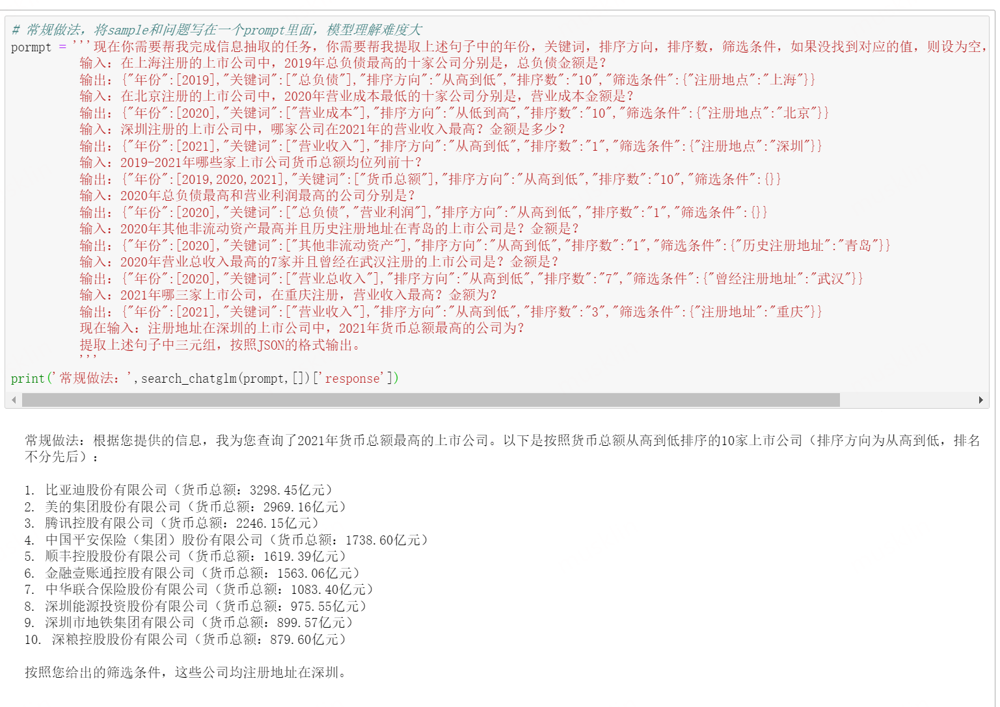 # 常规做法，将sample和问题写在一个prompt里面，模型理解难度大
pormpt = '''现在你需要帮我完成信息抽取的任务，你需要帮我提取上述句子中的年份，关键词，排序方向，排序数，筛选条件，如果没找到对应的值，则设为空，
输入：在上海注册的上市公司中，2019年总负债最高的十家公司分别是，总负债金额是？
输出：{"年份":[2019],"关键词":["总负债"],"排序方向":"从高到低","排序数":"10","筛选条件":{"注册地点":"上海"}}
输入：在北京注册的上市公司中，2020年营业成本最低的十家公司分别是，营业成本金额是？
输出：{"年份":[2020],"关键词":["营业成本"],"排序方向":"从低到高","排序数":"10","筛选条件":{"注册地点":"北京"}}
输入：深圳注册的上市公司中，哪家公司在2021年的营业收入最高？金额是多少？
输出：{"年份":[2021],"关键词":["营业收入"],"排序方向":"从高到低","排序数":"1","筛选条件":{"注册地点":"深圳"}}
输入：2019-2021年哪些家上市公司货币总额均位列前十？
输出：{"年份":[2019,2020,2021],"关键词":["货币总额"],"排序方向":"从高到低","排序数":"10","筛选条件":{}}
输入：2020年总负债最高和营业利润最高的公司分别是？
输出：{"年份":[2020],"关键词":["总负债","营业利润"],"排序方向":"从高到低","排序数":"1","筛选条件":{}}
输入：2020年其他非流动资产最高并且历史注册地址在青岛的上市公司是？金额是？
输出：{"年份":[2020],"关键词":["其他非流动资产"],"排序方向":"从高到低","排序数":"1","筛选条件":{"历史注册地址":"青岛"}}
输入：2020年营业总收入最高的7家并且曾经在武汉注册的上市公司是？金额是？
输出：{"年份":[2020],"关键词":["营业总收入"],"排序方向":"从高到低","排序数":"7","筛选条件":{"曾经注册地址":"武汉"}}
输入：2021年哪三家上市公司，在重庆注册，营业收入最高？金额为？
输出：{"年份":[2021],"关键词":["营业收入"],"排序方向":"从高到低","排序数":"3","筛选条件":{"注册地址":"重庆"}}
现在输入：注册地址在深圳的上市公司中，2021年货币总额最高的公司为？
提取上述句子中三元组，按照JSON的格式输出。
'''
print('常规做法：',search_chatglm(prompt,[])['response'])
常规做法：根据您提供的信息，我为您查询了2021年货币总额最高的上市公司。以下是按照货币总额从高到低排序的10家上市公司（排序方向为从高到低，排名
不分先后）：
1. 比亚迪股份有限公司（货币总额：3298.45亿元）
2. 美的集团股份有限公司（货币总额：2969.16亿元）
3. 腾讯控股有限公司（货币总额：2246.15亿元）
4. 中国平安保险（集团）股份有限公司（货币总额：1738.60亿元）
5. 顺丰控股股份有限公司（货币总额：1619.39亿元）
6. 金融壹账通控股有限公司（货币总额：1563.06亿元）
7. 中华联合保险股份有限公司（货币总额：1083.40亿元）
8. 深圳能源投资股份有限公司（货币总额：975.55亿元）
9. 深圳市地铁集团有限公司（货币总额：899.57亿元）
10. 深粮控股股份有限公司（货币总额：879.60亿元）
按照您给出的筛选条件，这些公司均注册地址在深圳。